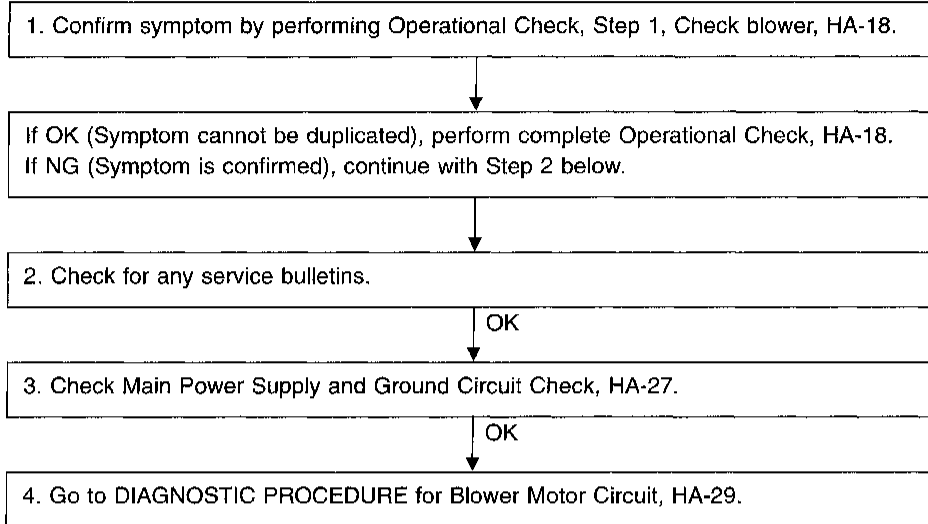 1. Confirm symptom by performing Operational Check, Step 1, Check blower, HA-18.
If OK (Symptom cannot be duplicated), perform complete Operational Check, HA-18.
If NG (Symptom is confirmed), continue with Step 2 below.
2. Check for any service bulletins.
OK
3. Check Main Power Supply and Ground Circuit Check, HA-27.
OK
4. Go to DIAGNOSTIC PROCEDURE for Blower Motor Circuit, HA-29.